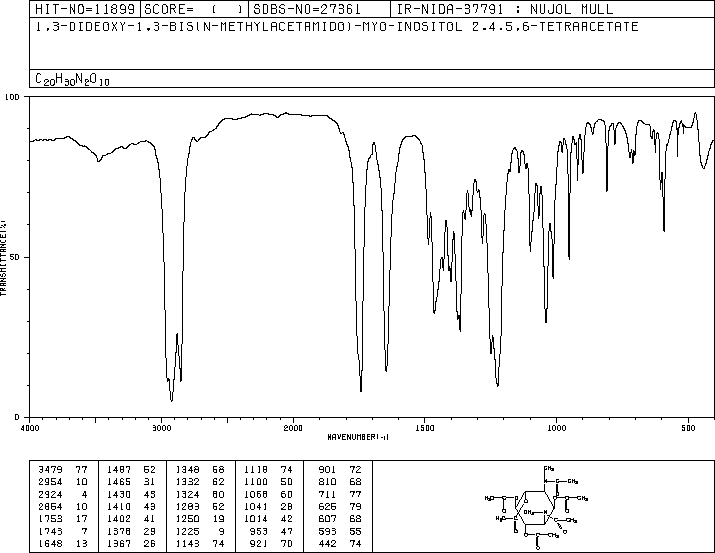 HIT-NO=11899 SCORE= ( ) SDBS-NO=27361 IR-NIDA-37791 : NUJOL MULL
1,3-DIDEOXY-1,3-BIS(N-METHYLACETAMIDO)-MYO-INOSITOL 2,4,5,6-TETRAACETATE
C20H30N2O10
100
50
0
TRANSMITTANCE(%)
4000 3000 2000 1500 1000 500
WAVENUMBER(-1)
3479 77 1487 52 1348 68 1118 74 901 72
2954 10 1465 31 1332 62 1100 50 810 68
2924 4 1430 45 1324 60 1068 60 711 77
2854 10 1410 43 1283 52 1041 28 626 79
1753 17 1402 41 1250 19 1014 42 607 68
1743 7 1378 29 1225 9 953 47 593 55
1648 13 1367 26 1143 74 921 70 442 74